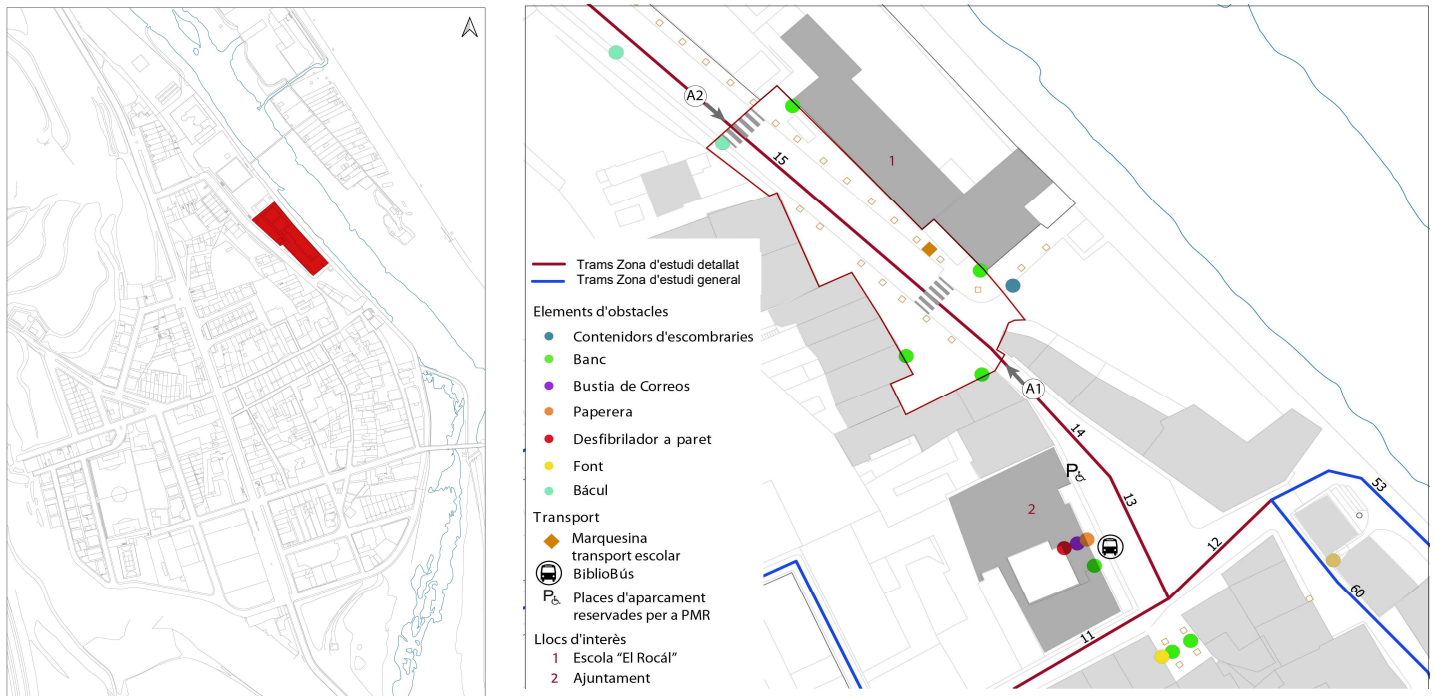 A2
15
1
A1
14
P
13
2
12
53
11
60
Trams Zona d'estudi detallat
Trams Zona d'estudi general
Elements d'obstacles
Contenidors d'escombraries
Banc
Bustia de Correos
Paperera
Desfibrilador a paret
Font
Bácul
Transport
Marquesina
transport escolar
BiblioBús
P Places d'aparcament
reservades per a PMR
Llocs d'interès
1 Escola “El Rocál”
2 Ajuntament